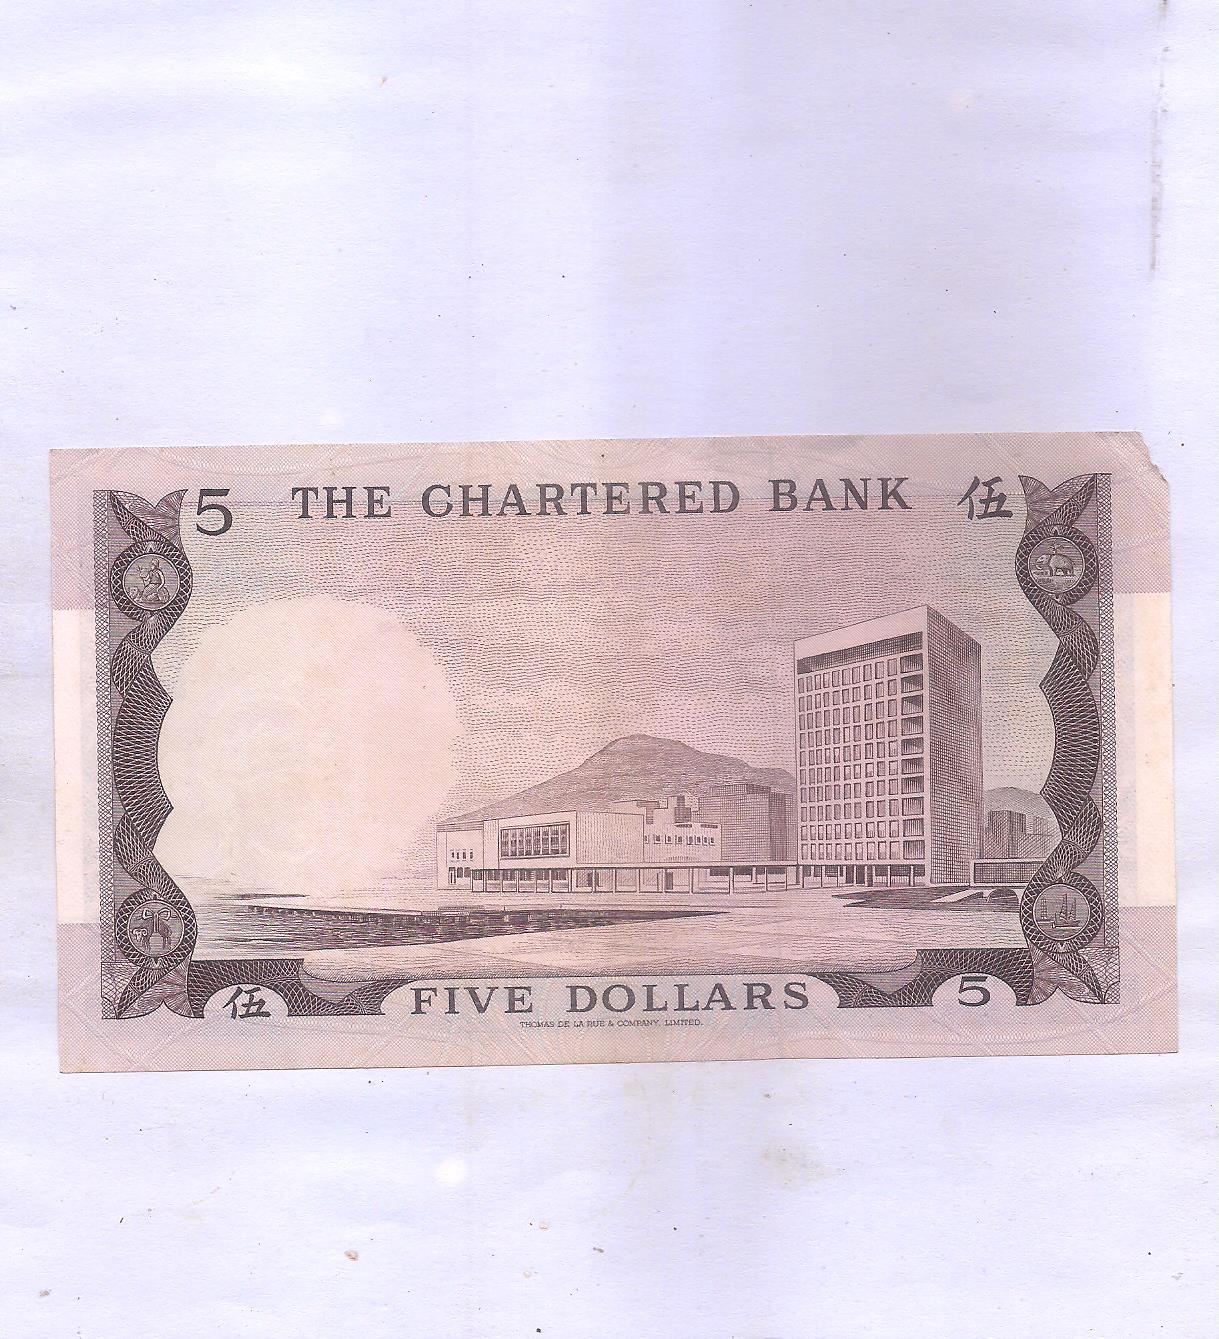 5 THE CHARTERED BANK 伍
伍 FIVE DOLLARS 5
THOMAS DE LA RUE & COMPANY, LIMITED.